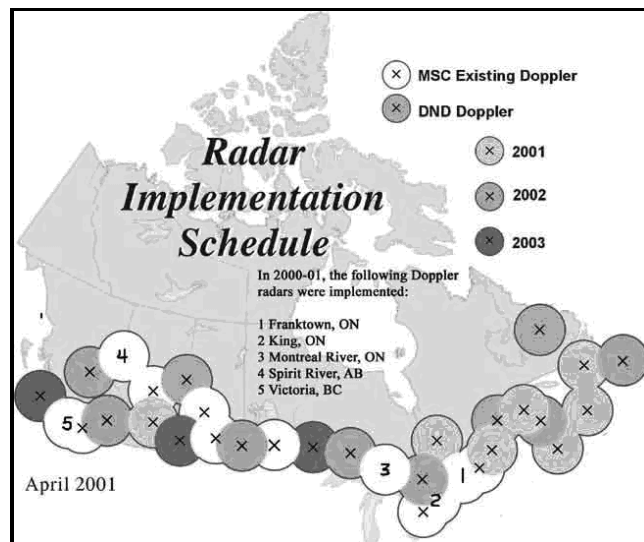 MSC Existing Doppler
DND Doppler
2001
2002
2003
Radar
Implementation
Schedule
In 2000-01, the following Doppler
radars were implemented:
1 Franktown, ON
2 King, ON
3 Montreal River, ON
4 Spirit River, AB
5 Victoria, BC
4
5
3
1
2
April 2001